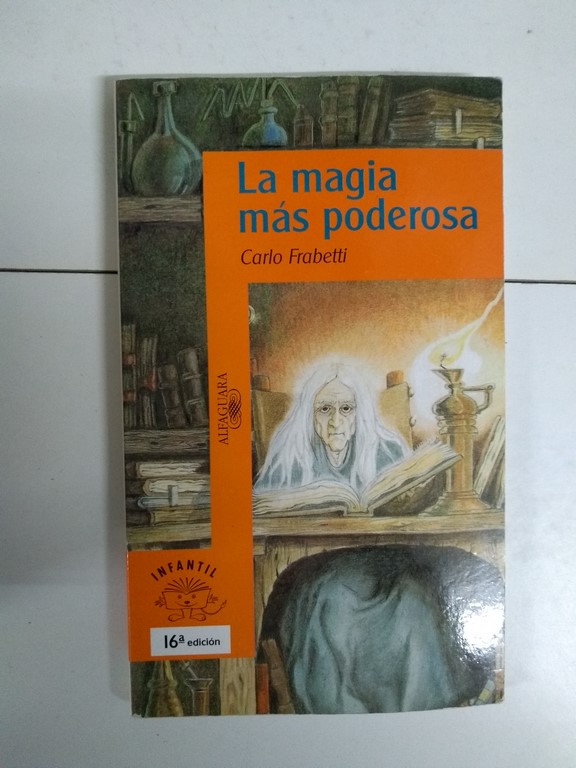 La magia
más poderosa
Carlo Frabetti
ALFAGUARA
INFANTIL
16ª edición